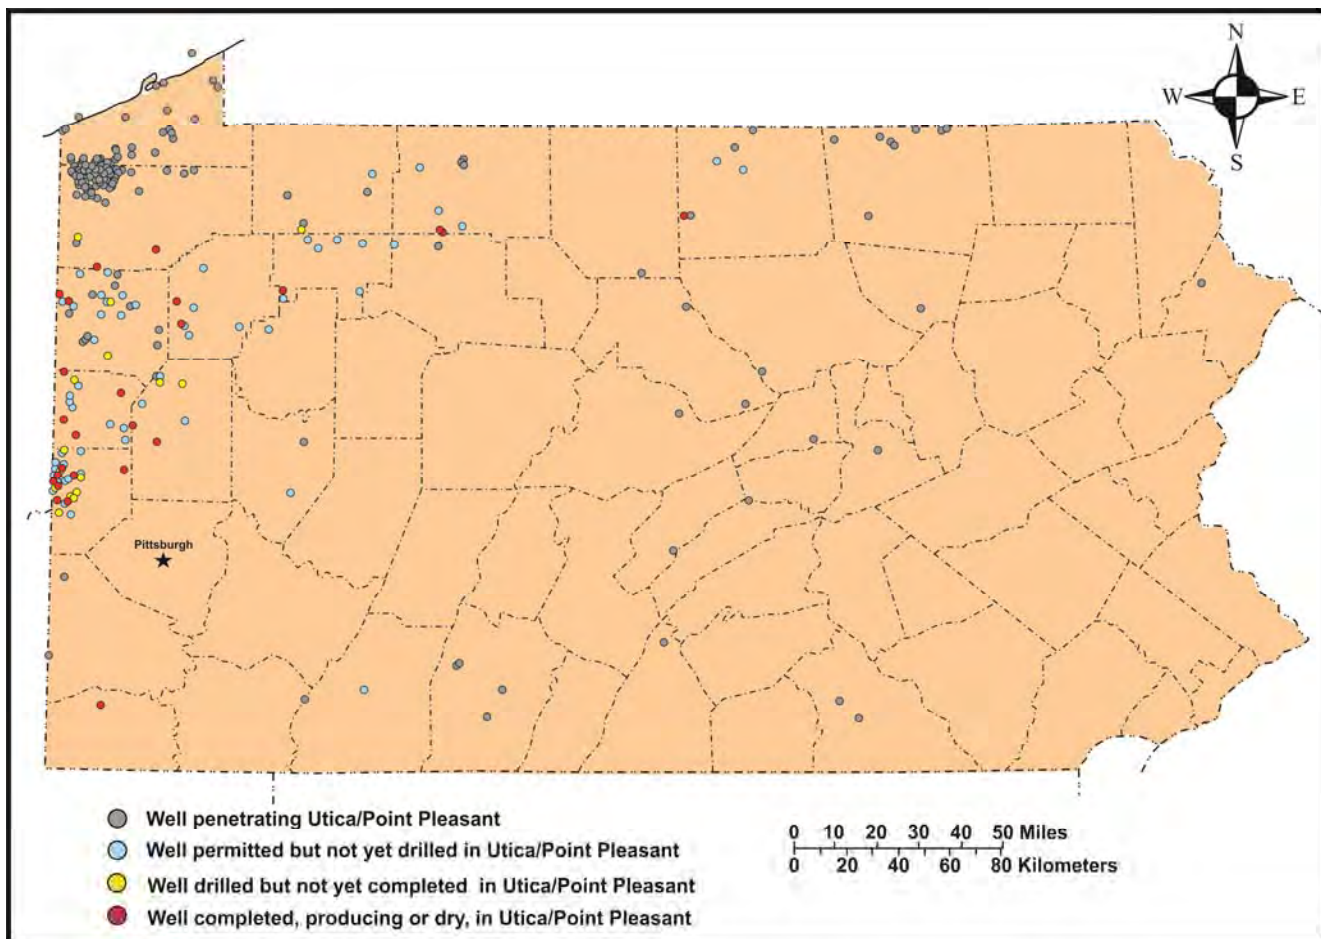 N
W E
S
Pittsburgh
Well penetrating Utica/Point Pleasant
Well permitted but not yet drilled in Utica/Point Pleasant
Well drilled but not yet completed in Utica/Point Pleasant
Well completed, producing or dry, in Utica/Point Pleasant
0 10 20 30 40 50 Miles
0 20 40 60 80 Kilometers